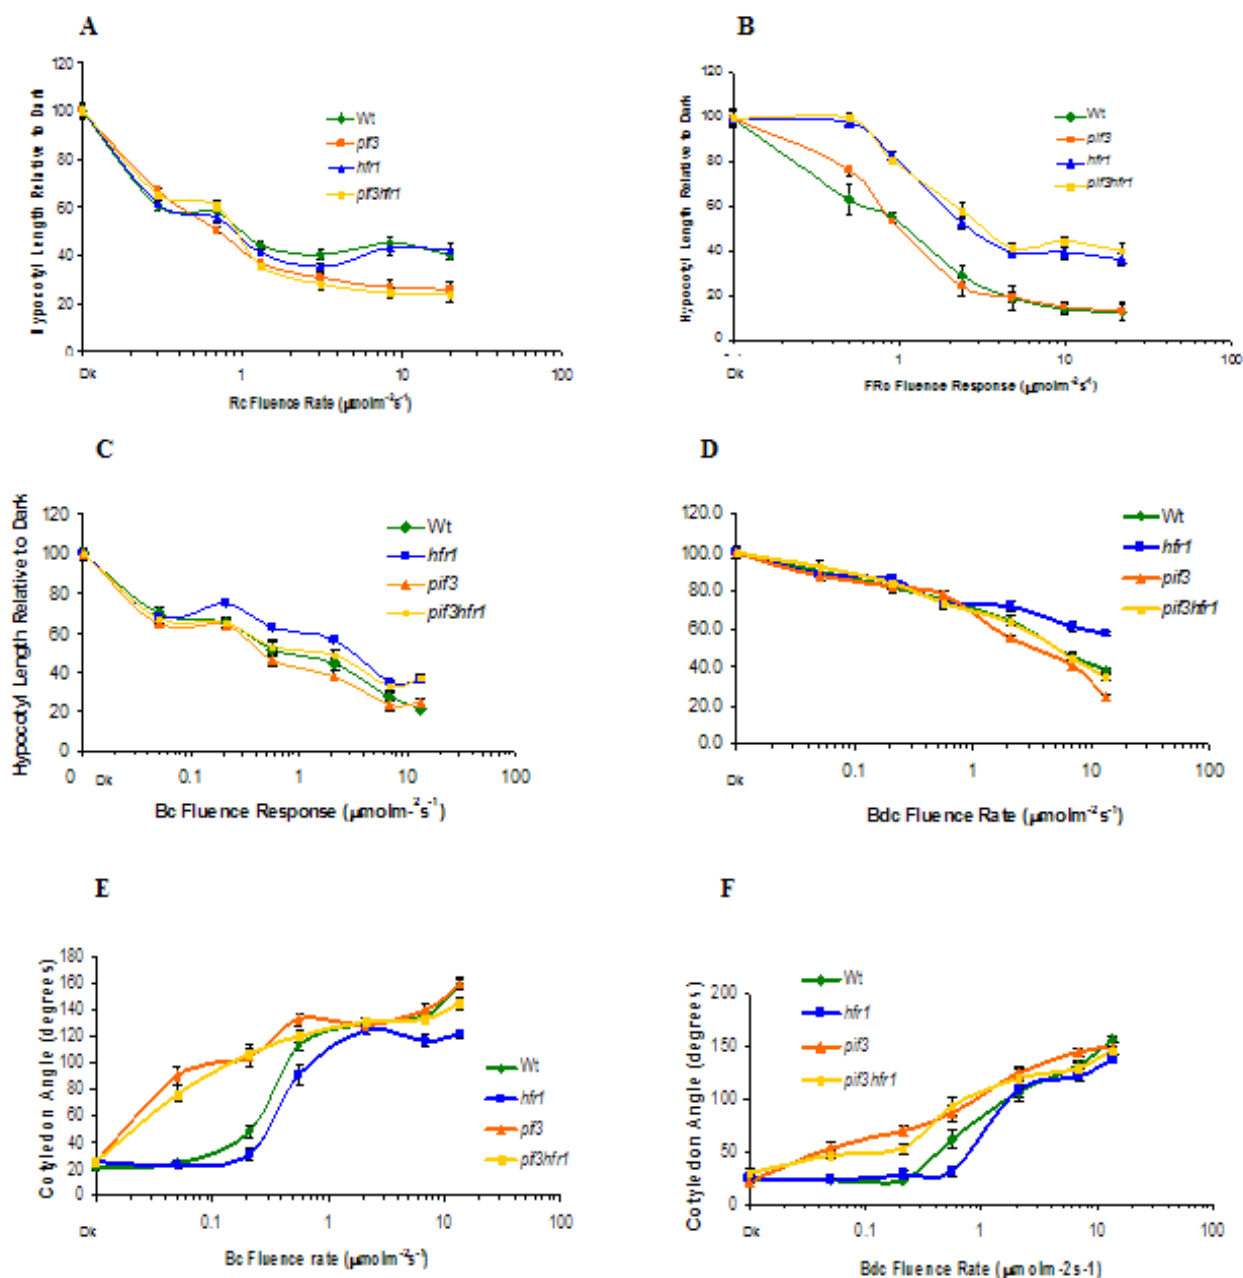 A
Hypocotyl Length Relative to Dark
120
100
80
60
40
20
0
Dk
1
10
100
Rc Fluence Rate (µmolm-2s-1)
Wt
pif3
hfr1
pif3hfr1
B
Hypocotyl Length Relative to Dark
120
100
80
60
40
20
0
Dk
1
10
100
FRc Fluence Response (µmolm-2s-1)
Wt
pif3
hfr1
pif3hfr1
C
Hypocotyl Length Relative to Dark
120
100
80
60
40
20
0
0
Dk
0.1
1
10
100
Bc Fluence Response (µmolm-2s-1)
Wt
hfr1
pif3
pif3hfr1
D
120.0
100.0
80.0
60.0
40.0
20.0
0.0
Dk
0.1
1
10
100
Bdc Fluence Rate (µmolm-2s-1)
Wt
hfr1
pif3
pif3hfr1
E
Cotyledon Angle (degrees)
180
160
140
120
100
80
60
40
20
0
Dk
0.1
1
10
100
Bc Fluence rate (µmolm-2s-1)
Wt
hfr1
pif3
pif3hfr1
F
Cotyledon Angle (degrees)
200
150
100
50
0
Dk
0.1
1
10
100
Bdc Fluence Rate (µmolm-2s-1)
Wt
hfr1
pif3
pif3hfr1